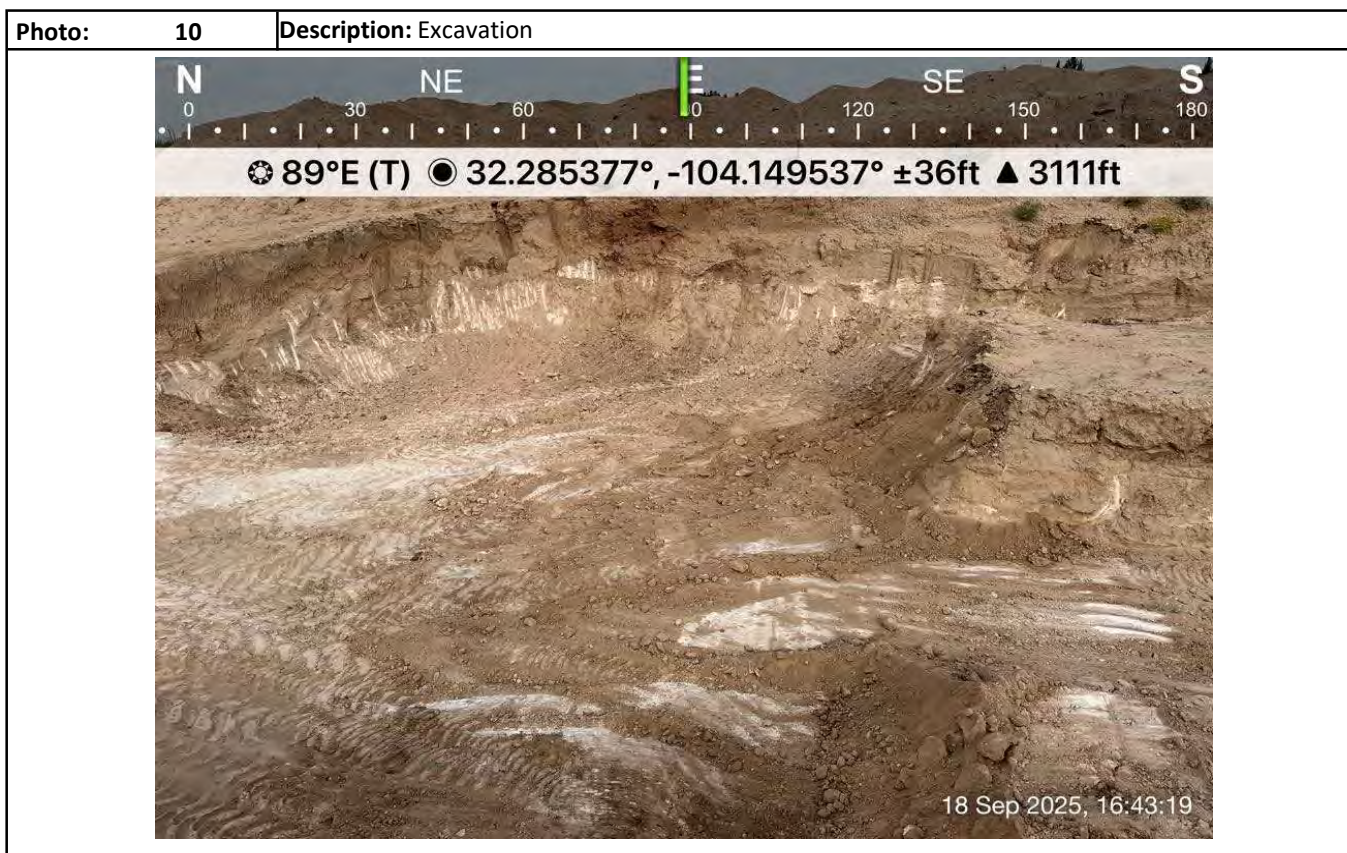 Photo: 10 Description: Excavation
N NE E SE S
0 30 60 90 120 150 180
89°E (T) 32.285377°, -104.149537° ±36ft ▲ 3111ft
18 Sep 2025, 16:43:19